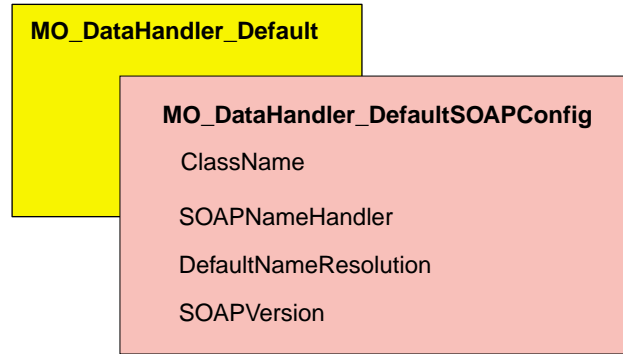 MO_DataHandler_Default
MO_DataHandler_DefaultSOAPConfig
ClassName
SOAPNameHandler
DefaultNameResolution
SOAPVersion